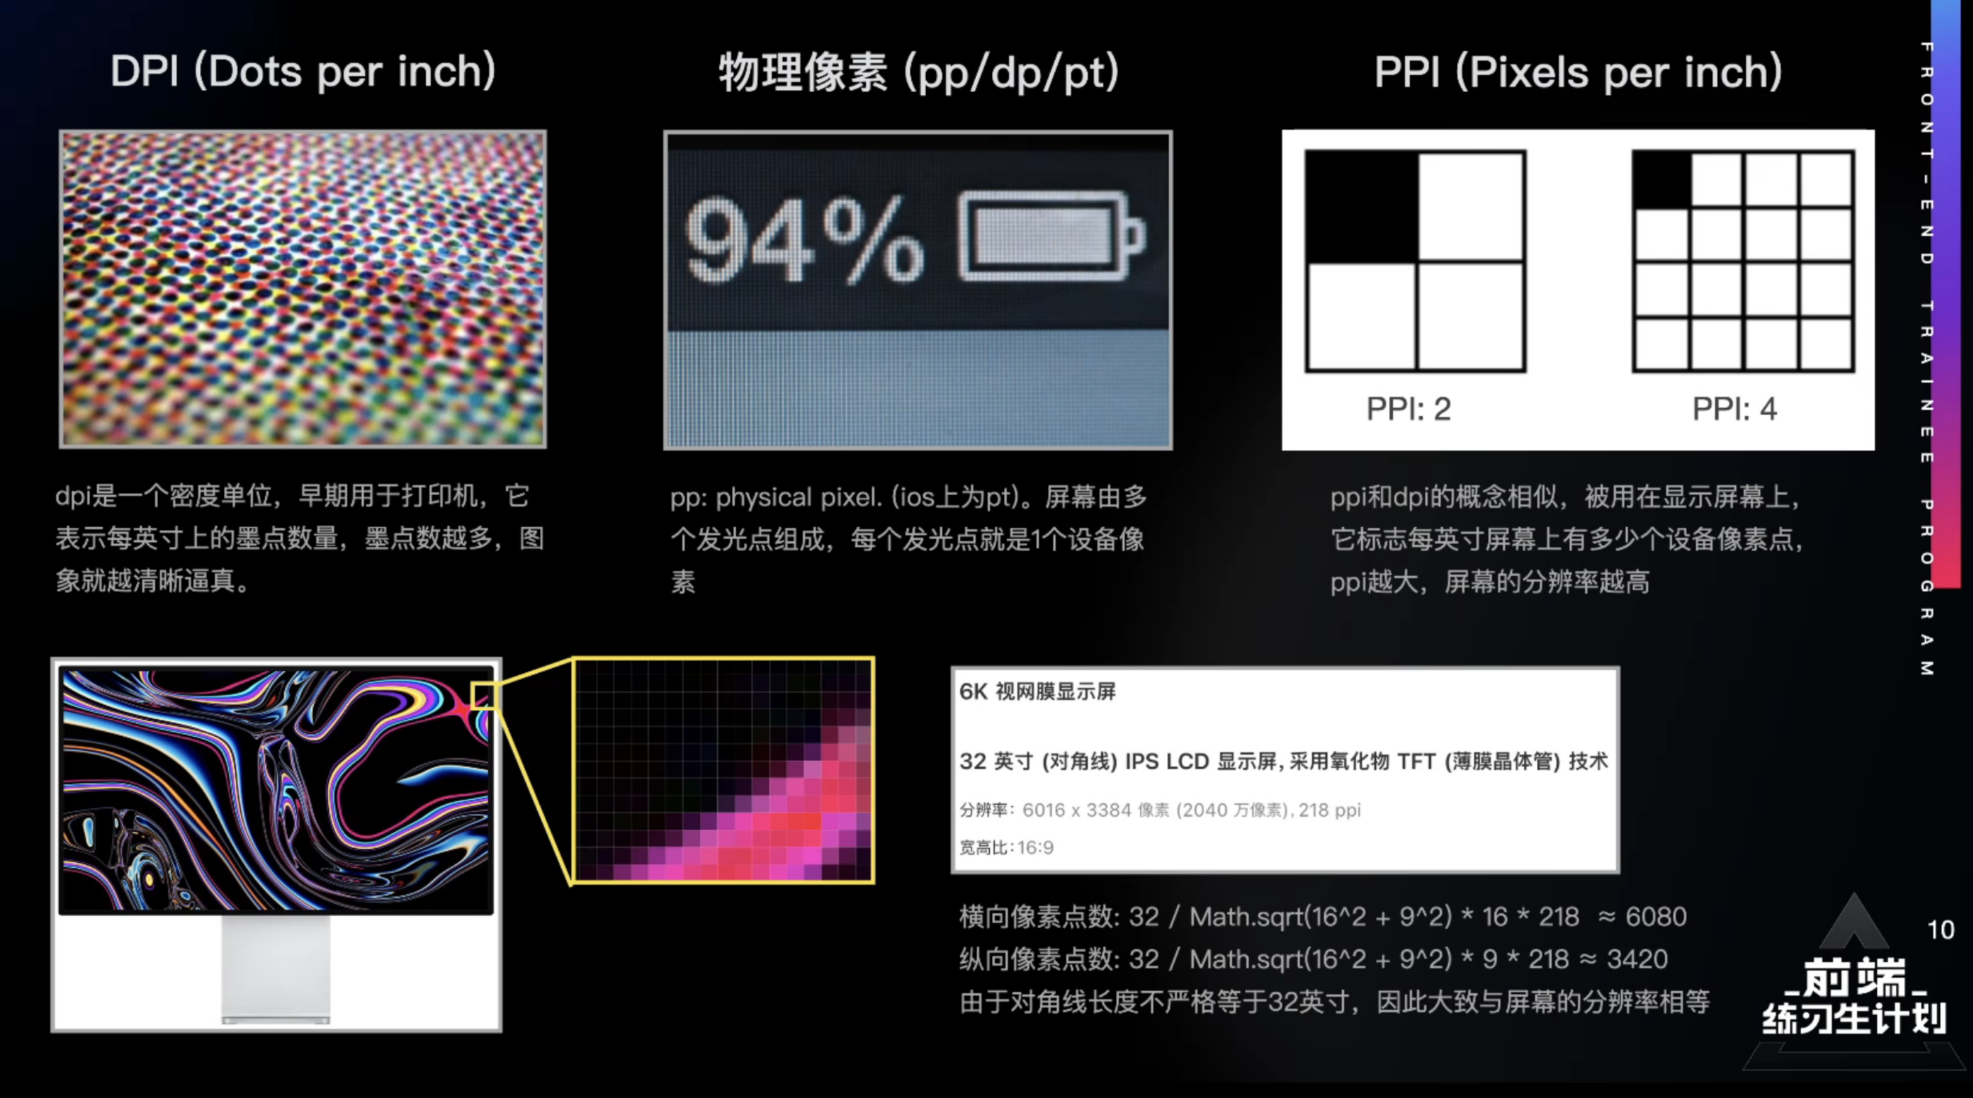 DPI (Dots per inch)
dpi是一个密度单位，早期用于打印机，它
表示每英寸上的墨点数量，墨点数越多，图
象就越清晰逼真。
物理像素 (pp/dp/pt)
94%
pp: physical pixel. (ios上为pt)。屏幕由多
个发光点组成，每个发光点就是1个设备像
素
PPI (Pixels per inch)
PPI: 2
PPI: 4
ppi和dpi的概念相似，被用在显示屏幕上，
它标志每英寸屏幕上有多少个设备像素点，
ppi越大，屏幕的分辨率越高
6K 视网膜显示屏
32 英寸 (对角线) IPS LCD 显示屏, 采用氧化物 TFT (薄膜晶体管) 技术
分辨率：6016 x 3384 像素 (2040 万像素), 218 ppi
宽高比：16:9
横向像素点数: 32 / Math.sqrt(16^2 + 9^2) * 16 * 218 ≈ 6080
纵向像素点数: 32 / Math.sqrt(16^2 + 9^2) * 9 * 218 ≈ 3420
由于对角线长度不严格等于32英寸，因此大致与屏幕的分辨率相等
FRONT-END TRAINEE PROGRAM
10
_前端_
练习生计划